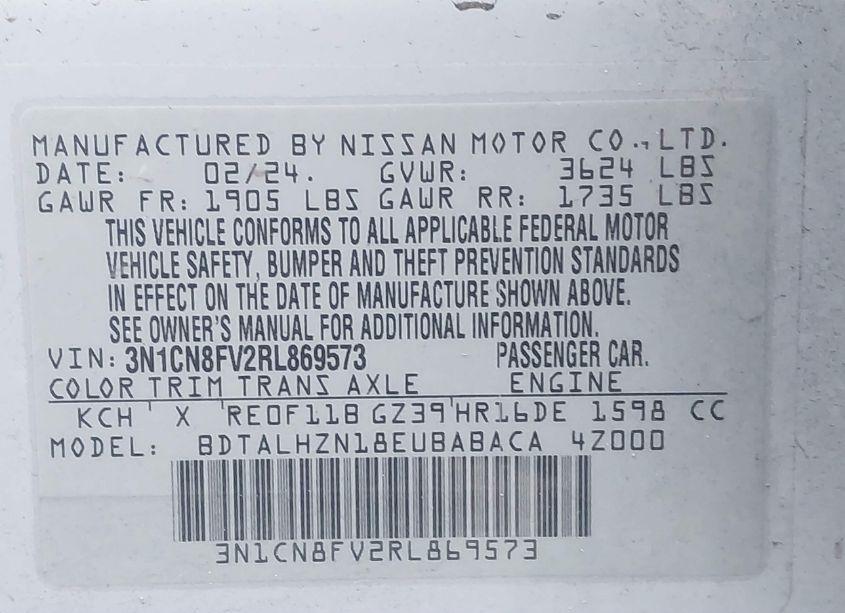 MANUFACTURED BY NISSAN MOTOR CO., LTD.
DATE: 02/24. GVWR: 3624 LBS
GAWR FR: 1905 LBS GAWR RR: 1735 LBS
THIS VEHICLE CONFORMS TO ALL APPLICABLE FEDERAL MOTOR
VEHICLE SAFETY, BUMPER AND THEFT PREVENTION STANDARDS
IN EFFECT ON THE DATE OF MANUFACTURE SHOWN ABOVE.
SEE OWNER'S MANUAL FOR ADDITIONAL INFORMATION.
VIN: 3N1CN8FV2RL869573 PASSENGER CAR.
COLOR TRIM TRANS AXLE ENGINE
KCH X RE0F11B GZ39 HR16DE 1598 CC
MODEL: BDTALHZN18EUBABACA 4Z000
3N1CN8FV2RL869573